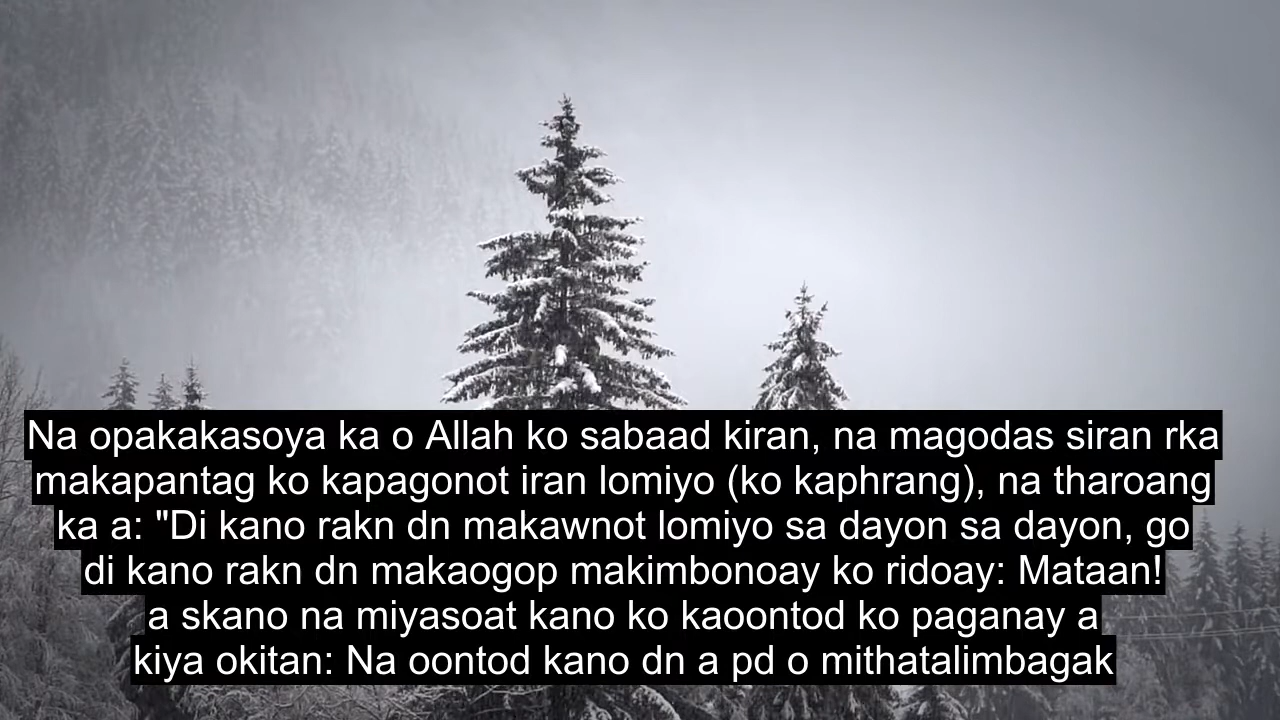 Na opakakasoya ka o Allah ko sabaad kiran, na magodas siran rka
makapantag ko kapagonot iran lomiyo (ko kaphrang), na tharoang
ka a: "Di kano rakn dn makawnot lomiyo sa dayon sa dayon, go
di kano rakn dn makaogop makimbonoay ko ridoay: Mataan!
a skano na miyasoat kano ko kaoontod ko paganay a
kiya okitan: Na oontod kano dn a pd o mithatalimbagak